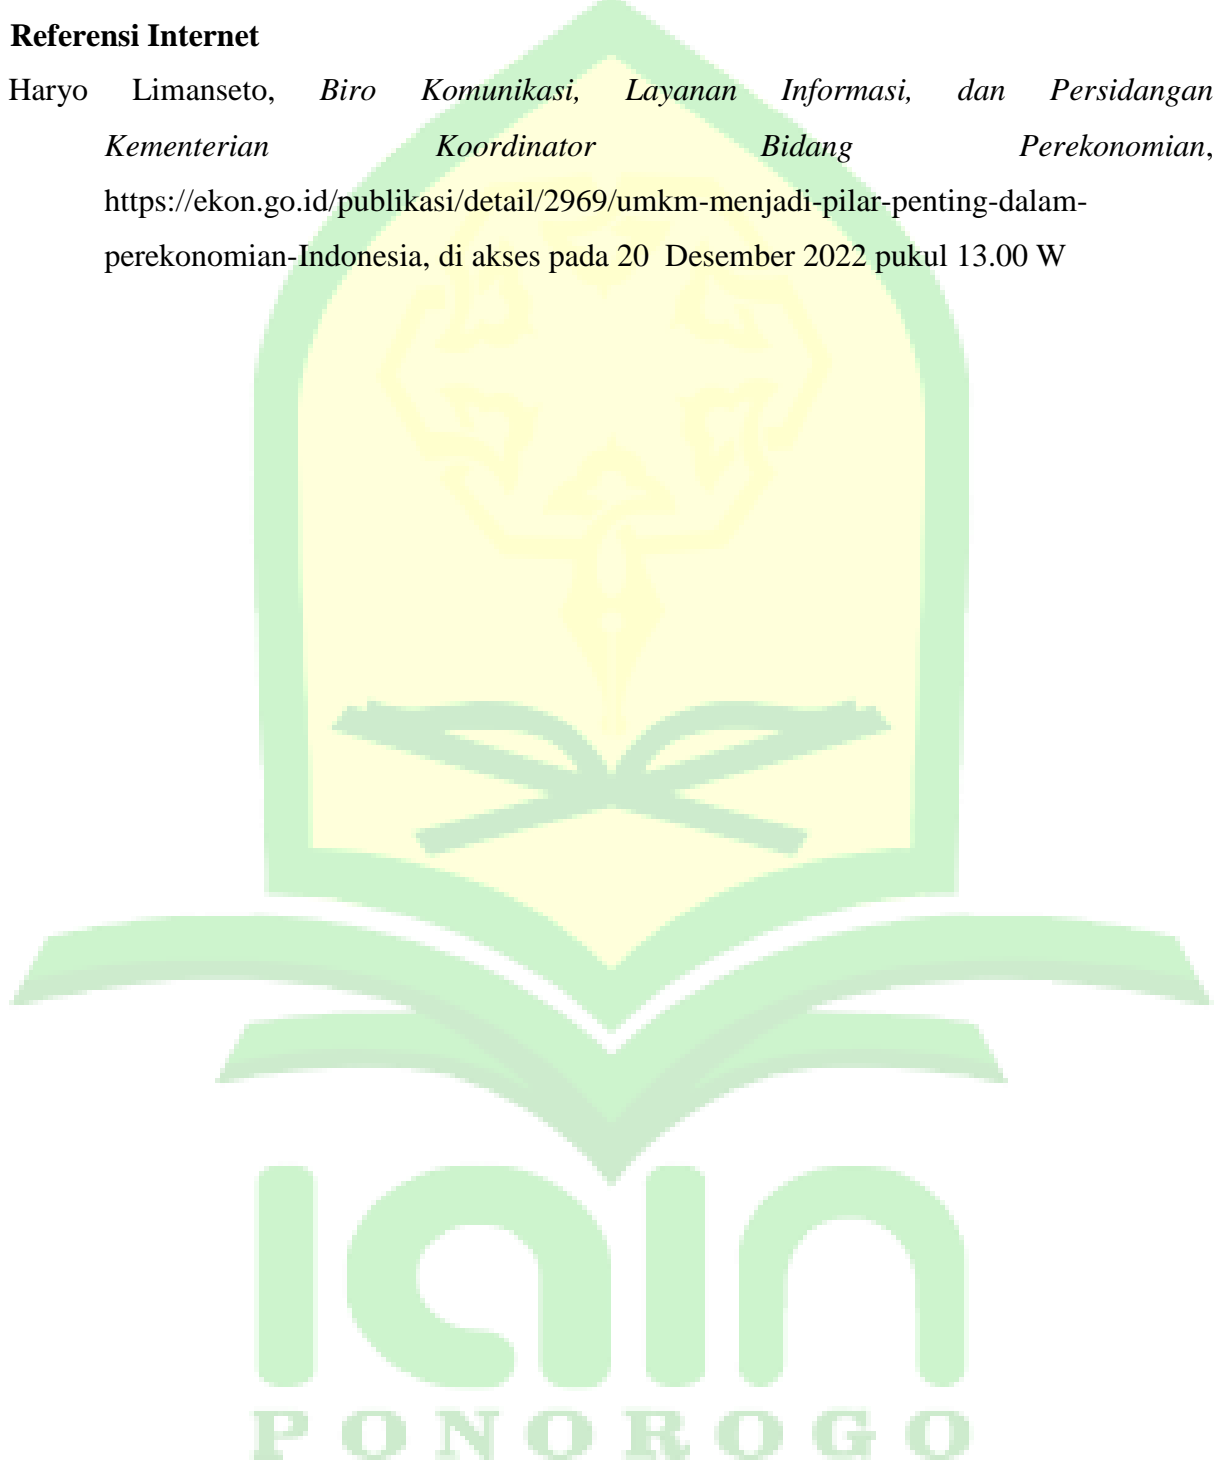 Referensi Internet
Haryo Limanseto, Biro Komunikasi, Layanan Informasi, dan Persidangan
Kementerian Koordinator Bidang Perekonomian,
https://ekon.go.id/publikasi/detail/2969/umkm-menjadi-pilar-penting-dalam-
perekonomian-Indonesia, di akses pada 20  Desember 2022 pukul 13.00 W
iain
PONOROGO